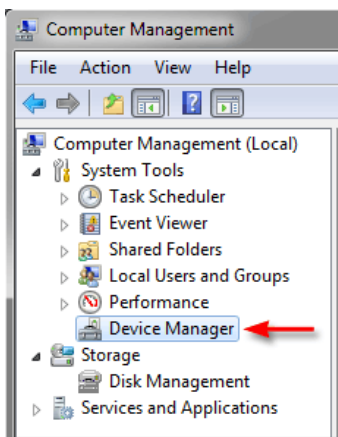 Computer Management
File Action View Help
Computer Management (Local)
System Tools
Task Scheduler
Event Viewer
Shared Folders
Local Users and Groups
Performance
Device Manager
Storage
Disk Management
Services and Applications